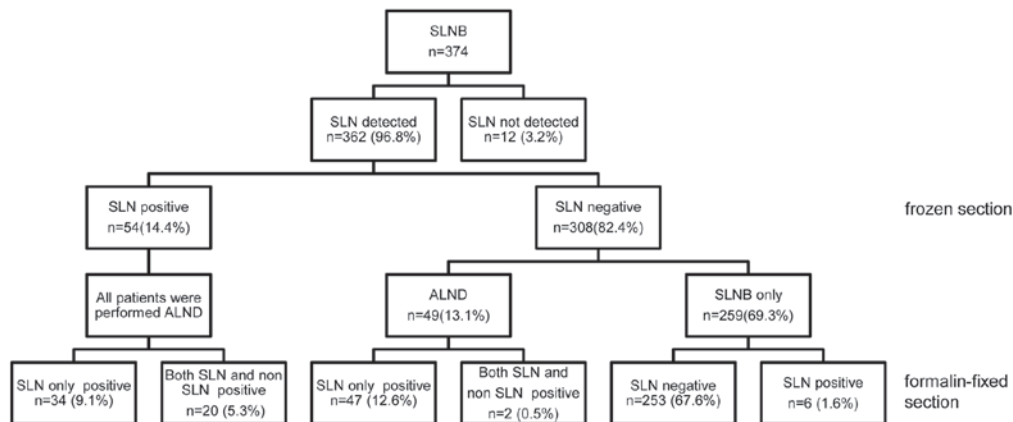 SLNB
n=374
SLN detected
n=362 (96.8%)
SLN not detected
n=12 (3.2%)
SLN positive
n=54(14.4%)
SLN negative
n=308(82.4%)
frozen section
All patients were
performed ALND
ALND
n=49(13.1%)
SLNB only
n=259(69.3%)
SLN only positive
n=34 (9.1%)
Both SLN and non
SLN positive
n=20 (5.3%)
SLN only positive
n=47 (12.6%)
Both SLN and
non SLN positive
n=2 (0.5%)
SLN negative
n=253 (67.6%)
SLN positive
n=6 (1.6%)
formalin-fixed
section